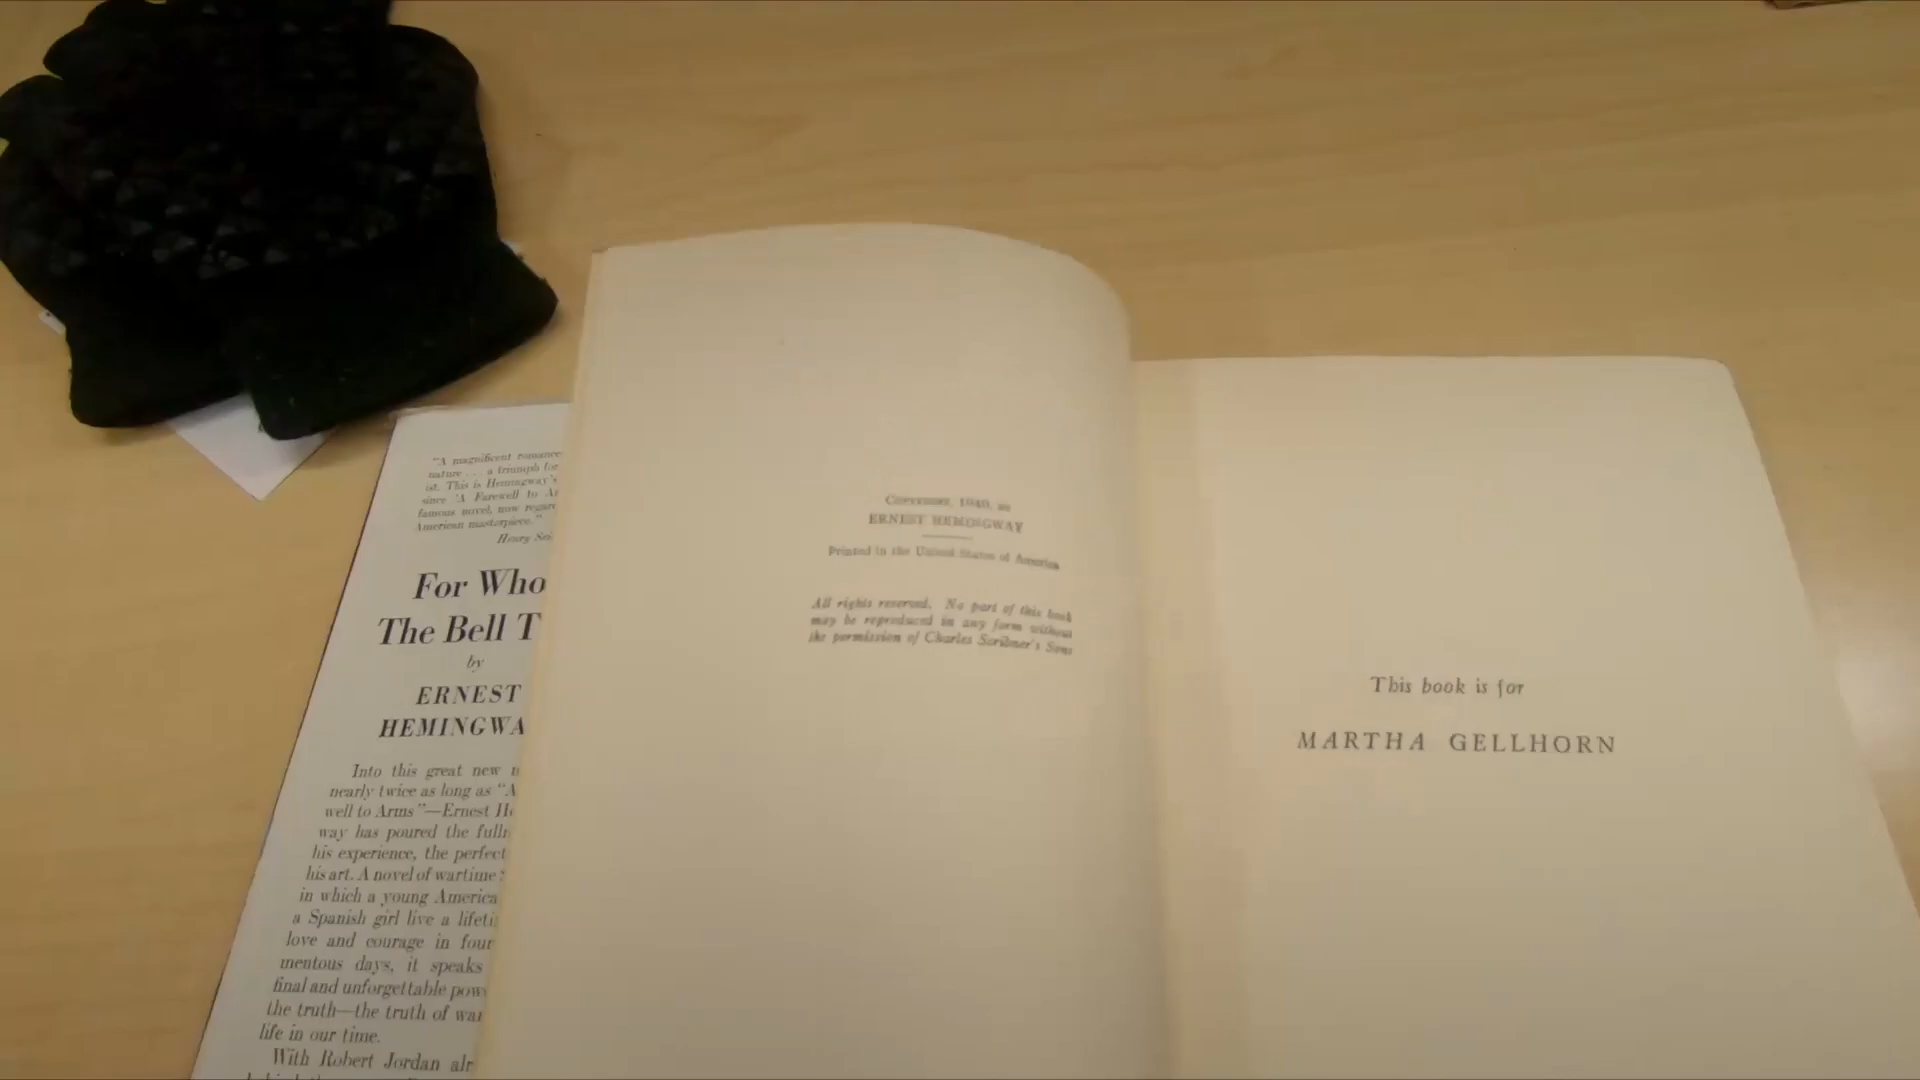 "A magnificent romance
nature . . . a triumph for
ist. This is Hemingway's
since 'A Farewell to Ar
famous novel, now regar
American masterpiece."
Henry Sei
For Who
The Bell T
by
ERNEST
HEMINGWA
Into this great new n
nearly twice as long as "A
well to Arms"—Ernest He
way has poured the fulln
his experience, the perfect
his art. A novel of wartime S
in which a young America
a Spanish girl live a lifeti
love and courage in four
mentous days, it speaks
final and unforgettable pow
the truth—the truth of war
life in our time.
With Robert Jordan alr
Copyright, 1940, by
ERNEST HEMINGWAY
Printed in the United States of America
All rights reserved. No part of this book
may be reproduced in any form without
the permission of Charles Scribner's Sons
This book is for
MARTHA GELLHORN